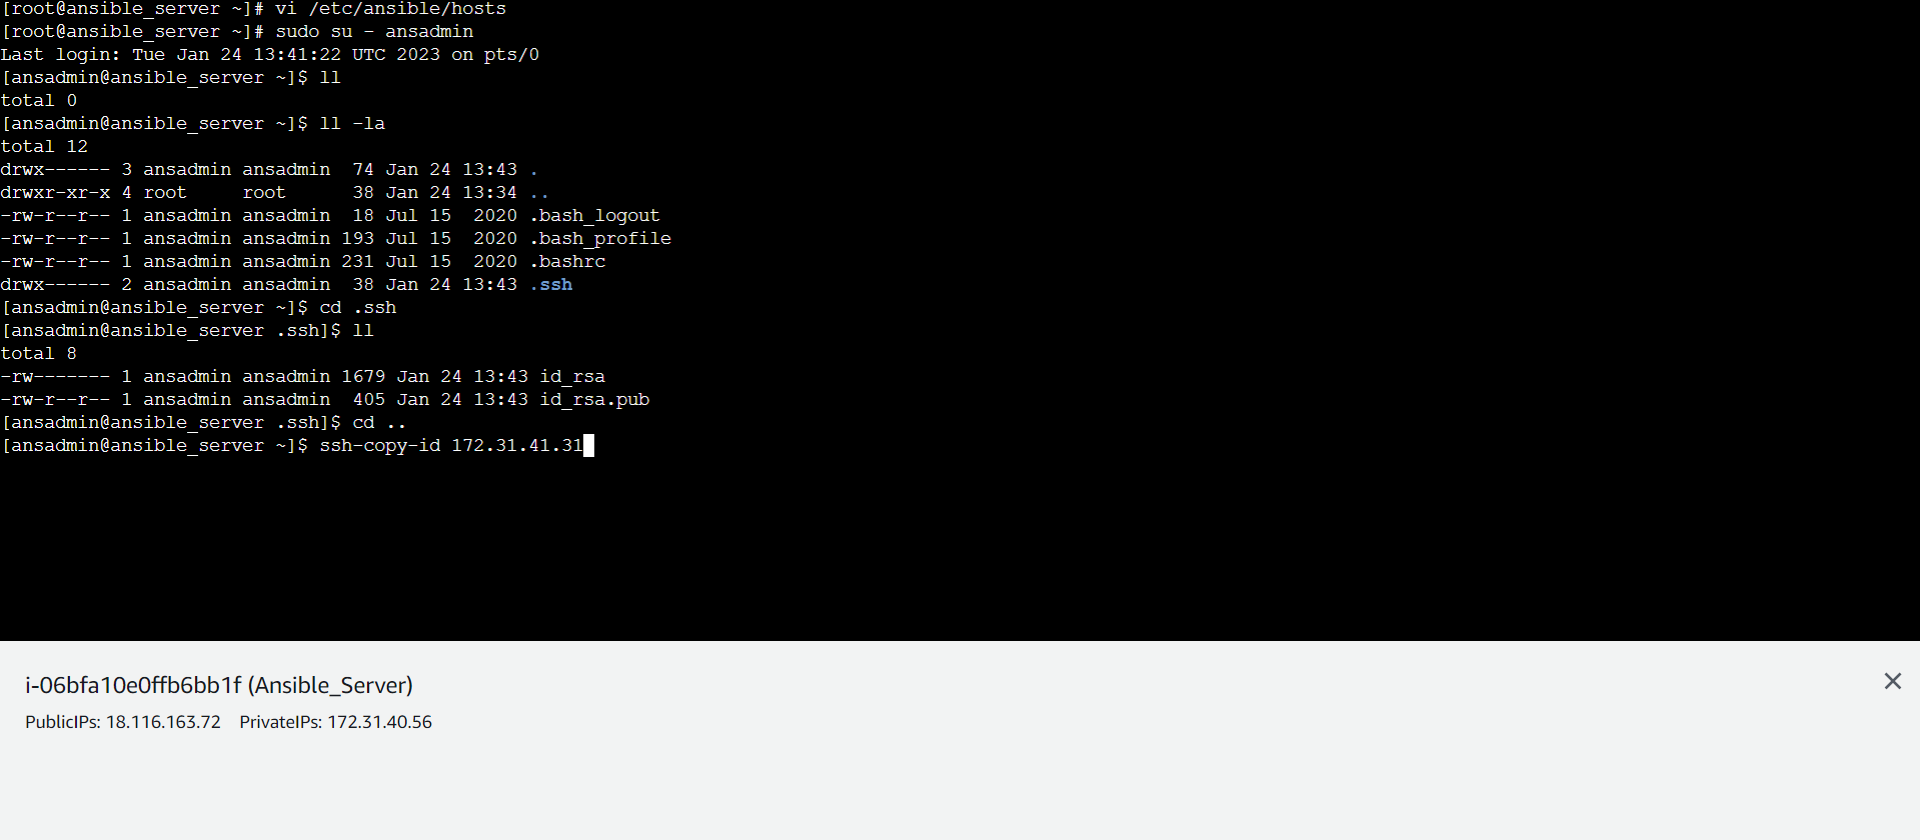 [root@ansible_server ~]# vi /etc/ansible/hosts
[root@ansible_server ~]# sudo su - ansadmin
Last login: Tue Jan 24 13:41:22 UTC 2023 on pts/0
[ansadmin@ansible_server ~]$ ll
total 0
[ansadmin@ansible_server ~]$ ll -la
total 12
drwx------ 3 ansadmin ansadmin  74 Jan 24 13:43 .
drwxr-xr-x 4 root     root      38 Jan 24 13:34 ..
-rw-r--r-- 1 ansadmin ansadmin  18 Jul 15  2020 .bash_logout
-rw-r--r-- 1 ansadmin ansadmin 193 Jul 15  2020 .bash_profile
-rw-r--r-- 1 ansadmin ansadmin 231 Jul 15  2020 .bashrc
drwx------ 2 ansadmin ansadmin  38 Jan 24 13:43 .ssh
[ansadmin@ansible_server ~]$ cd .ssh
[ansadmin@ansible_server .ssh]$ ll
total 8
-rw------- 1 ansadmin ansadmin 1679 Jan 24 13:43 id_rsa
-rw-r--r-- 1 ansadmin ansadmin  405 Jan 24 13:43 id_rsa.pub
[ansadmin@ansible_server .ssh]$ cd ..
[ansadmin@ansible_server ~]$ ssh-copy-id 172.31.41.31
i-06bfa10e0ffb6bb1f (Ansible_Server)
PublicIPs: 18.116.163.72    PrivateIPs: 172.31.40.56